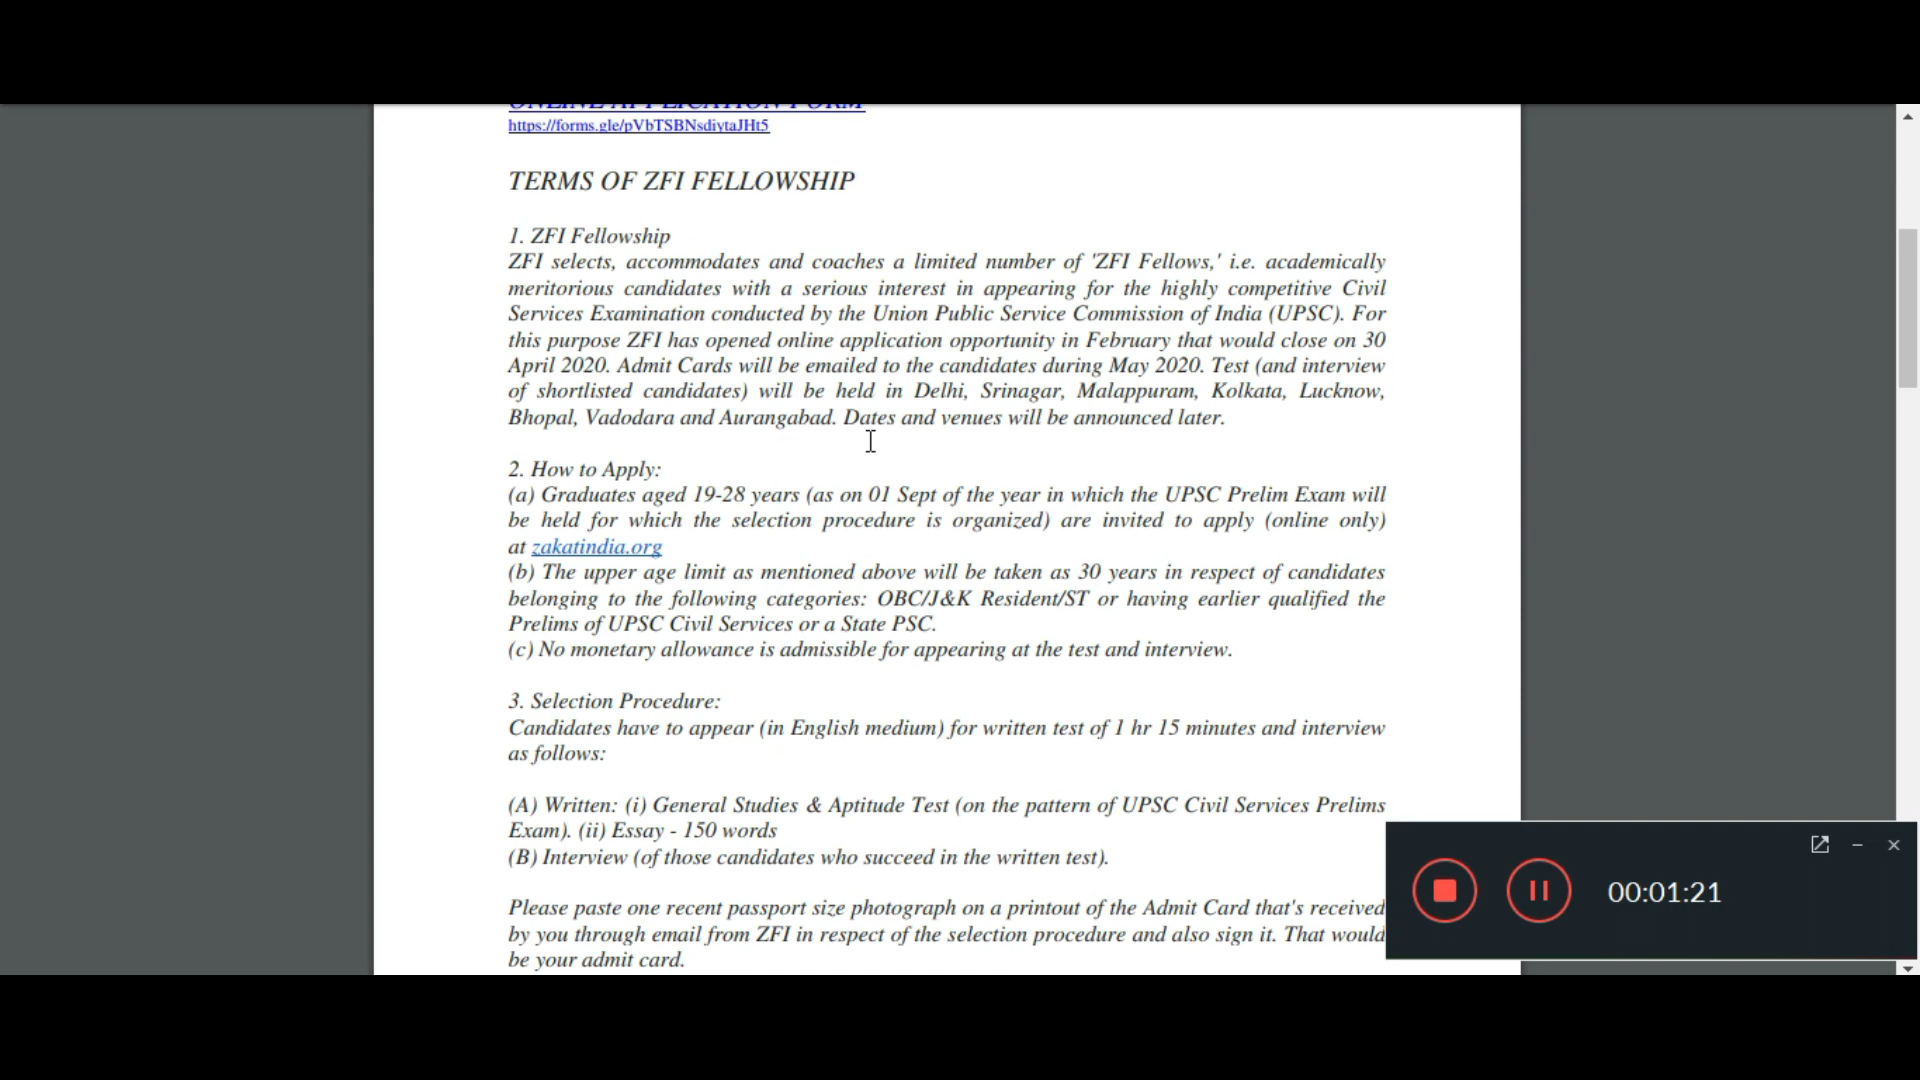 ONLINE APPLICATION FORM
https://forms.gle/pVbTSBNsdiytaJHt5
TERMS OF ZFI FELLOWSHIP
1. ZFI Fellowship
ZFI selects, accommodates and coaches a limited number of 'ZFI Fellows,' i.e. academically
meritorious candidates with a serious interest in appearing for the highly competitive Civil
Services Examination conducted by the Union Public Service Commission of India (UPSC). For
this purpose ZFI has opened online application opportunity in February that would close on 30
April 2020. Admit Cards will be emailed to the candidates during May 2020. Test (and interview
of shortlisted candidates) will be held in Delhi, Srinagar, Malappuram, Kolkata, Lucknow,
Bhopal, Vadodara and Aurangabad. Dates and venues will be announced later.
2. How to Apply:
(a) Graduates aged 19-28 years (as on 01 Sept of the year in which the UPSC Prelim Exam will
be held for which the selection procedure is organized) are invited to apply (online only)
at zakatindia.org
(b) The upper age limit as mentioned above will be taken as 30 years in respect of candidates
belonging to the following categories: OBC/J&K Resident/ST or having earlier qualified the
Prelims of UPSC Civil Services or a State PSC.
(c) No monetary allowance is admissible for appearing at the test and interview.
3. Selection Procedure:
Candidates have to appear (in English medium) for written test of 1 hr 15 minutes and interview
as follows:
(A) Written: (i) General Studies & Aptitude Test (on the pattern of UPSC Civil Services Prelims
Exam). (ii) Essay - 150 words
(B) Interview (of those candidates who succeed in the written test).
Please paste one recent passport size photograph on a printout of the Admit Card that's received
by you through email from ZFI in respect of the selection procedure and also sign it. That would
be your admit card.
00:01:21